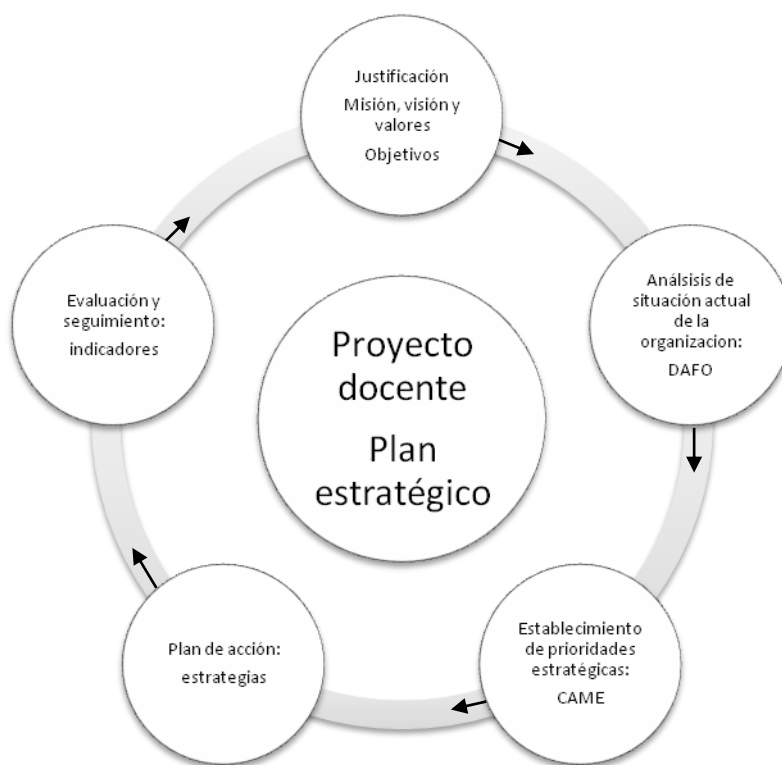 Justificación
Misión, visión y
valores
Objetivos
Análsisis de
situación actual
de la
organizacion:
DAFO
Establecimiento
de prioridades
estratégicas:
CAME
Plan de acción:
estrategias
Evaluación y
seguimiento:
indicadores
Proyecto
docente
Plan
estratégico